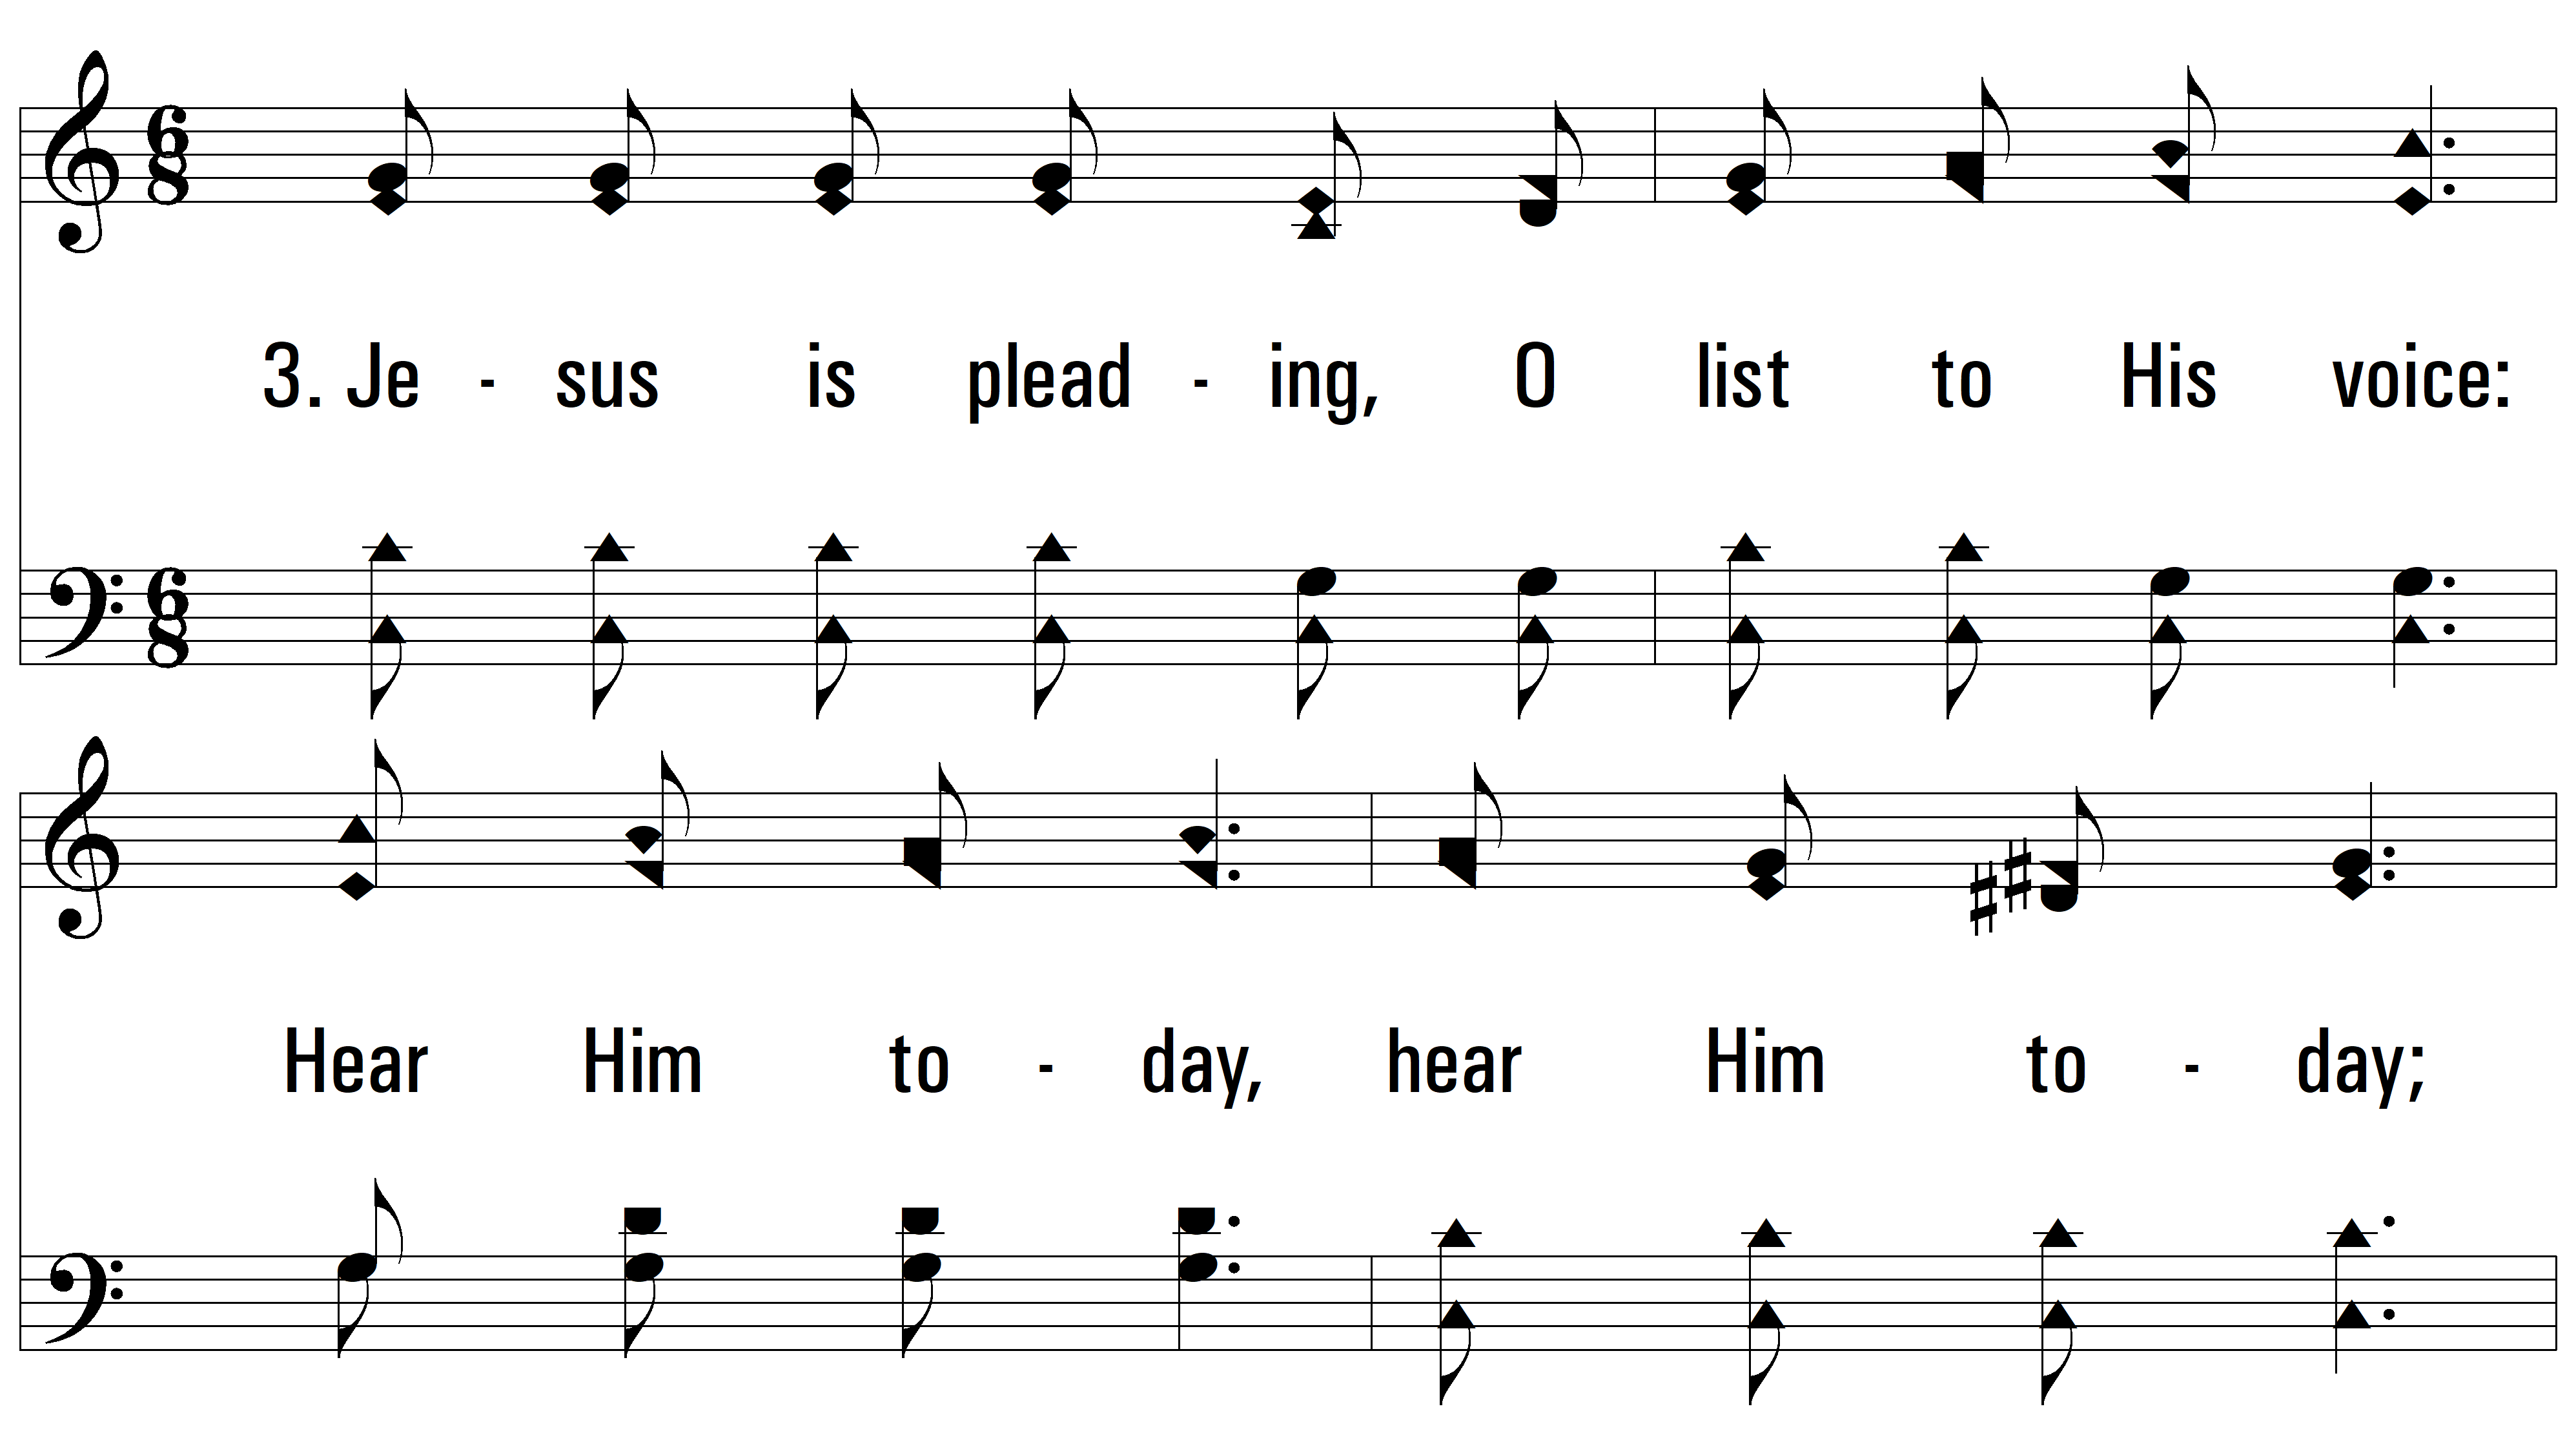 3. Je - sus is plead - ing, O list to His voice:
Hear Him to - day, hear Him to - day;